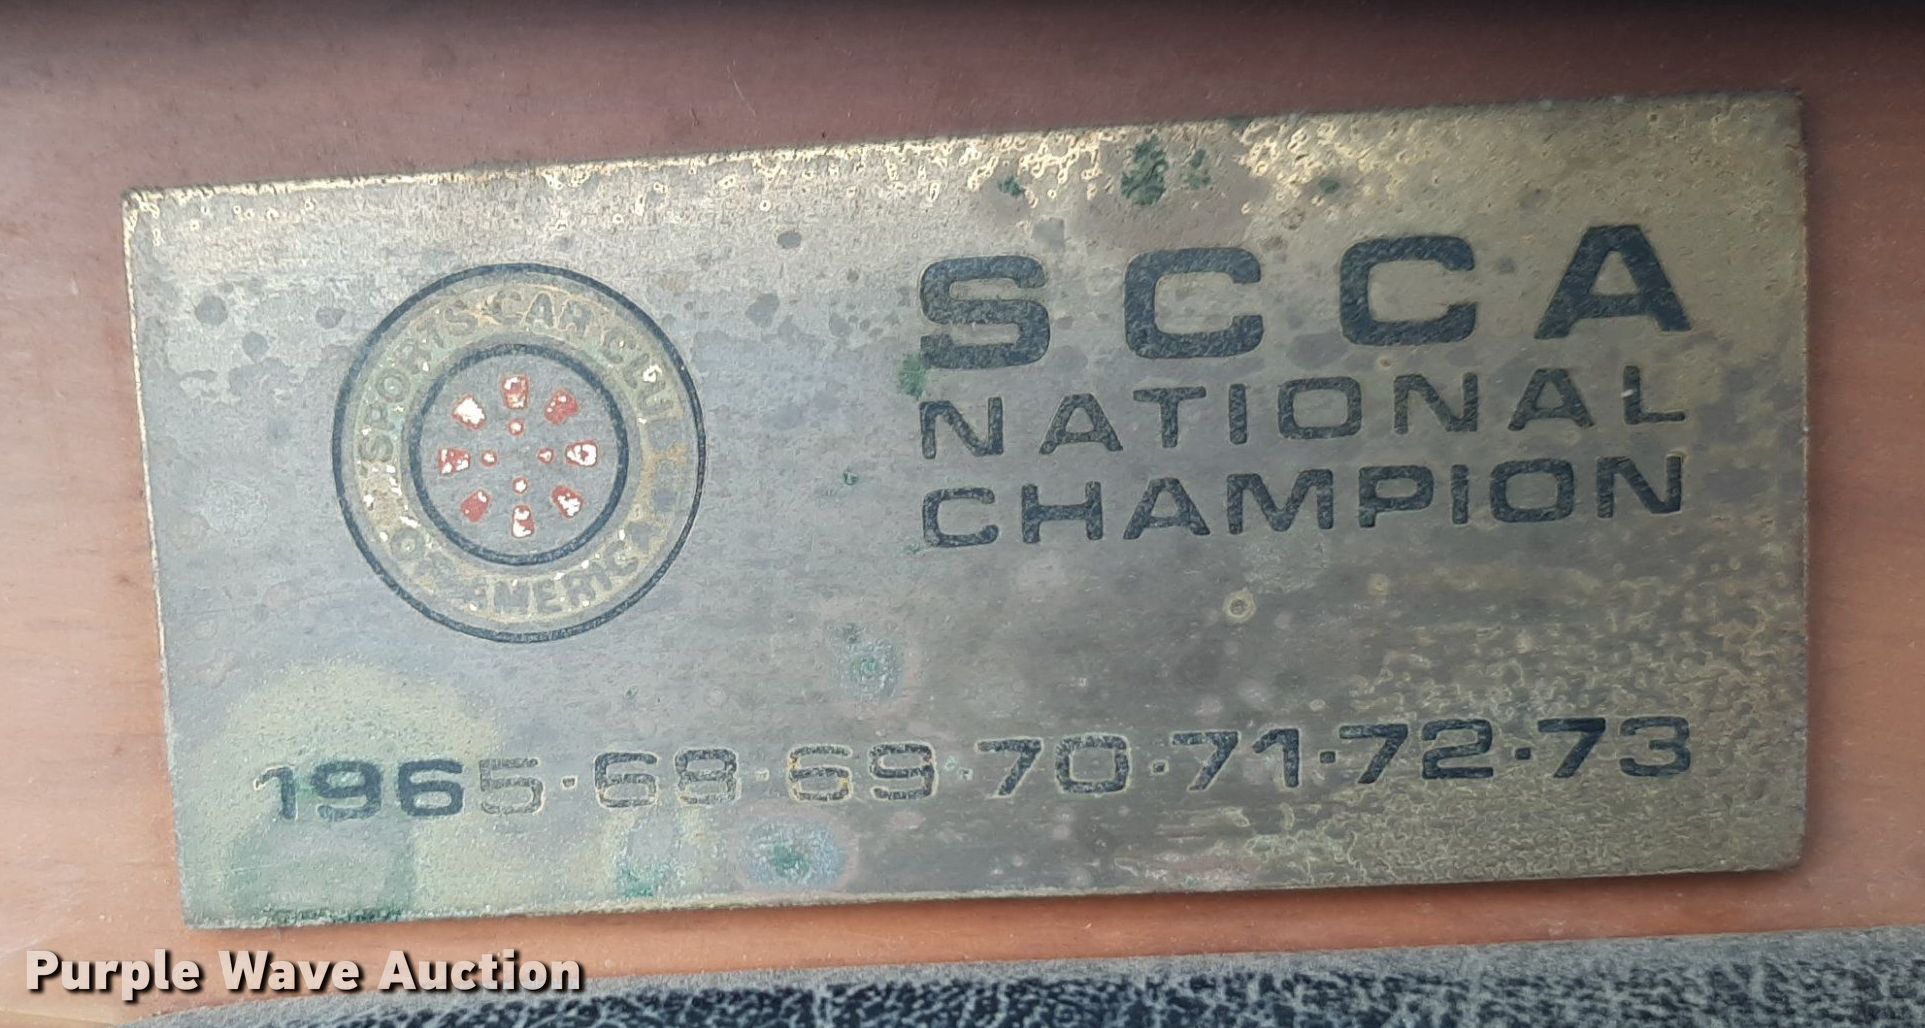 SPORTS CAR CLUB
OF AMERICA
SCCA
NATIONAL
CHAMPION
1965·68·69·70·71·72·73
Purple Wave Auction